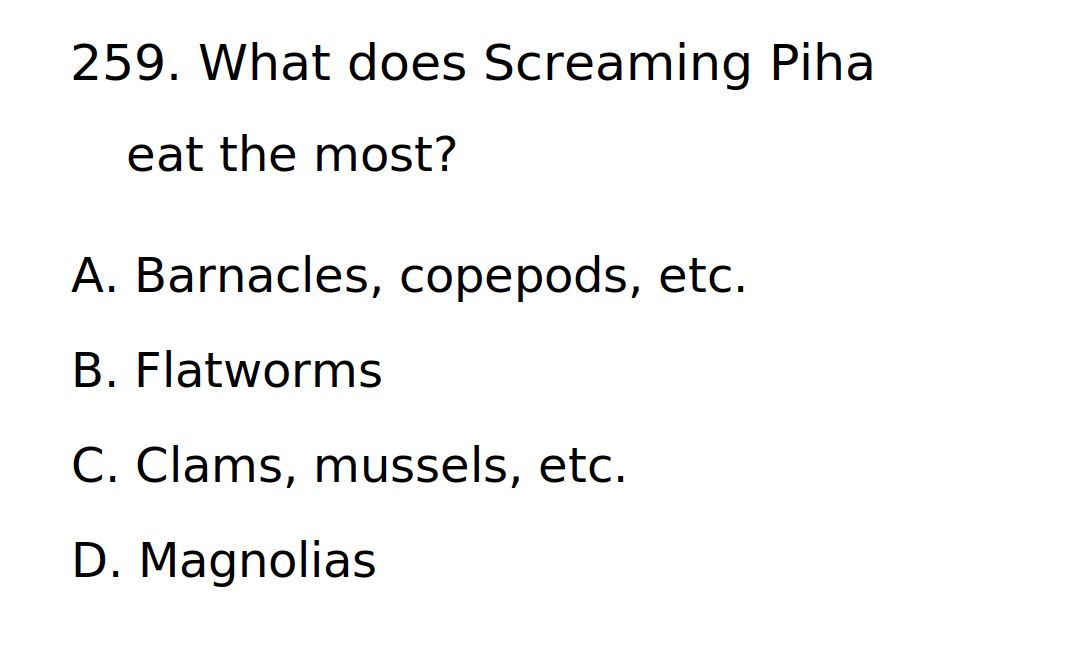 259. What does Screaming Piha
eat the most?
A. Barnacles, copepods, etc.
B. Flatworms
C. Clams, mussels, etc.
D. Magnolias